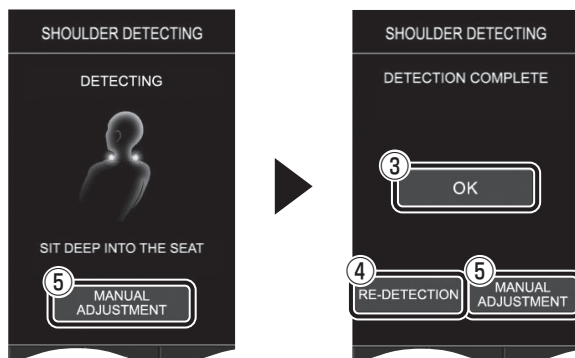 SHOULDER DETECTING
DETECTING
SIT DEEP INTO THE SEAT
⑤
MANUAL
ADJUSTMENT
SHOULDER DETECTING
DETECTION COMPLETE
③
OK
④
RE-DETECTION
⑤
MANUAL
ADJUSTMENT